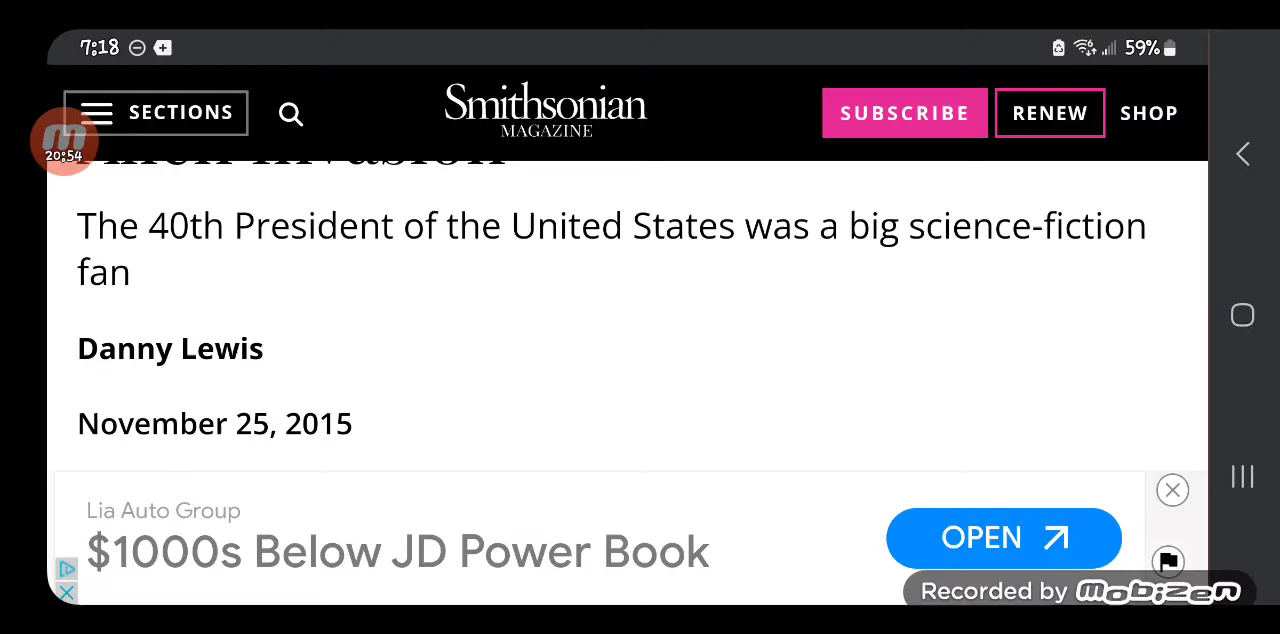 7:18
59%
SECTIONS
Smithsonian
MAGAZINE
SUBSCRIBE
RENEW
SHOP
20:54
Alien Invasion
The 40th President of the United States was a big science-fiction
fan
Danny Lewis
November 25, 2015
Lia Auto Group
$1000s Below JD Power Book
OPEN
Recorded by MOBIZEN